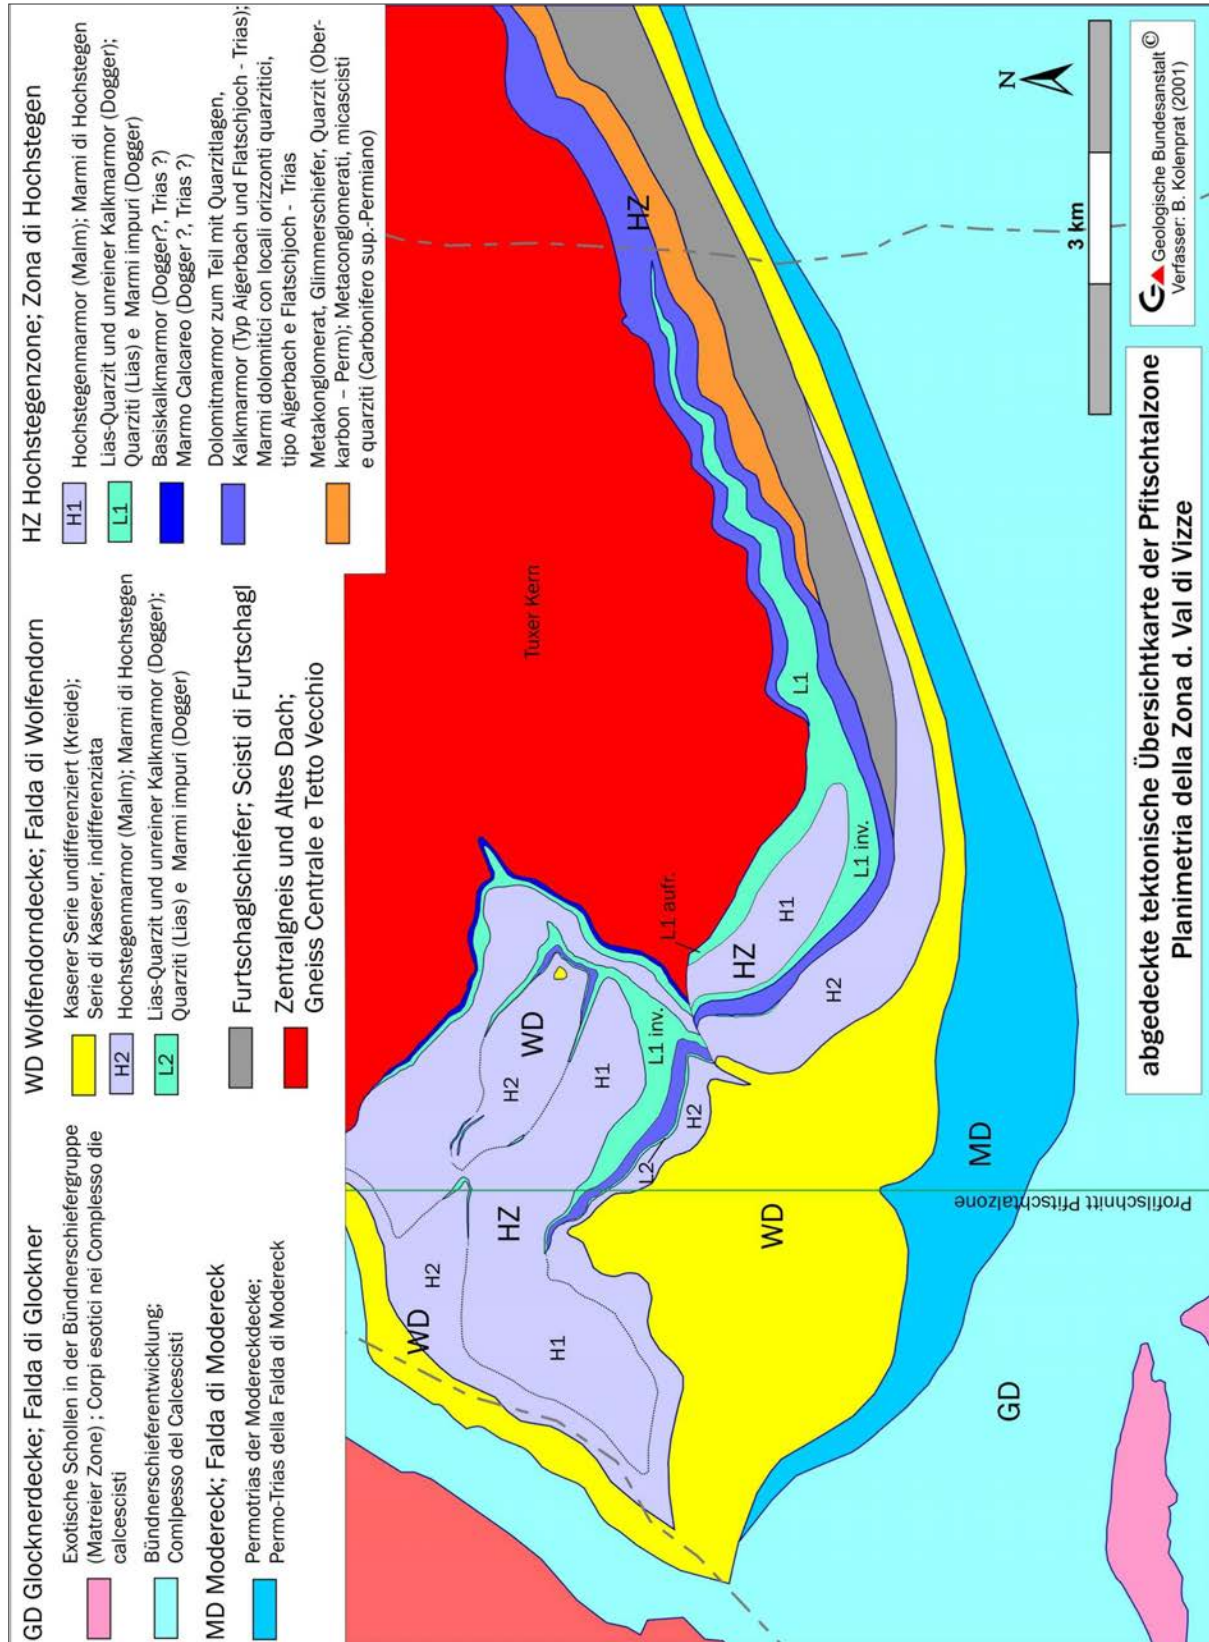 GD Glocknerdecke; Falda di Glockner
Exotische Schollen in der Bündnerschiefergruppe
(Matreier Zone) ; Corpi esotici nei Complesso die
calcescisti
Bündnerschieferentwicklung;
Comlpesso del Calcescisti
MD Modereck; Falda di Modereck
Permotrias der Modereckdecke;
Permo-Trias della Falda di Modereck
WD Wolfendorndecke; Falda di Wolfendorn
Kaserer Serie undifferenziert (Kreide);
Serie di Kaserer, indifferenziata
H2
Hochstegenmarmor (Malm); Marmi di Hochstegen
L2
Lias-Quarzit und unreiner Kalkmarmor (Dogger);
Quarziti (Lias) e Marmi impuri (Dogger)
Furtschaglschiefer; Scisti di Furtschagl
Zentralgneis und Altes Dach;
Gneiss Centrale e Tetto Vecchio
HZ Hochstegenzone; Zona di Hochstegen
H1
Hochstegenmarmor (Malm); Marmi di Hochstegen
L1
Lias-Quarzit und unreiner Kalkmarmor (Dogger);
Quarziti (Lias) e Marmi impuri (Dogger)
Basiskalkmarmor (Dogger?, Trias ?)
Marmo Calcareo (Dogger ?, Trias ?)
Dolomitmarmor zum Teil mit Quarzitlagen,
Kalkmarmor (Typ Aigerbach und Flatschjoch - Trias);
Marmi dolomitici con locali orizzonti quarzitici,
tipo Aigerbach e Flatschjoch - Trias
Metakonglomerat, Glimmerschiefer, Quarzit (Ober-
karbon – Perm); Metaconglomerati, micascisti
e quarziti (Carbonifero sup.-Permiano)
Tuxer Kern
HZ
WD
H2
H1
L1 inv.
H2
WD
HZ
H1
L2
H2
L1 aufr.
HZ
H1
H2
L1 inv.
L1
WD
MD
GD
Profilschnitt Pfitschtalzone
N
3 km
abgedeckte tektonische Übersichtkarte der Pfitschtalzone
Planimetria della Zona d. Val di Vizze
Geologische Bundesanstalt ©
Verfasser: B. Kolenprat (2001)